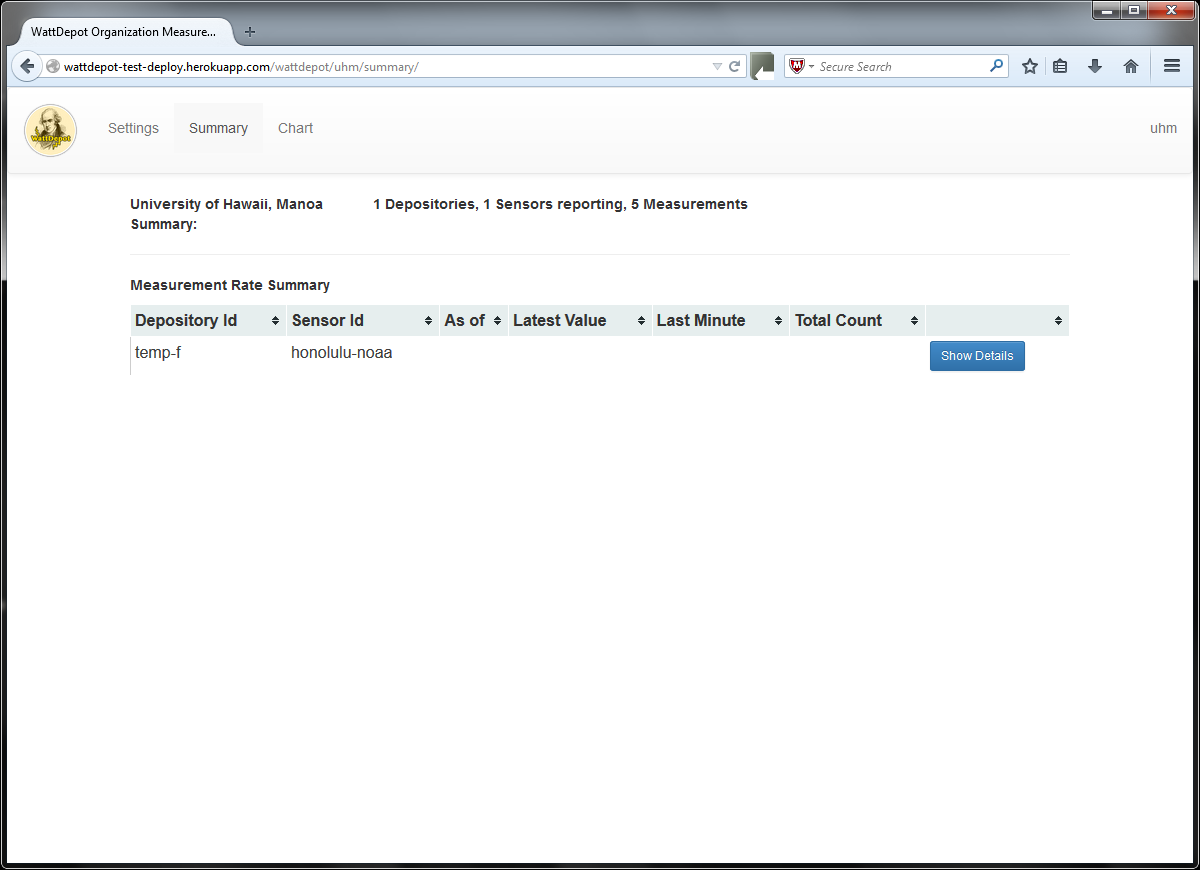 WattDepot Organization Measure...
wattdepot-test-deploy.herokuapp.com/wattdepot/uhm/summary/
Secure Search
WattDepot
Settings Summary Chart uhm
University of Hawaii, Manoa 1 Depositories, 1 Sensors reporting, 5 Measurements
Summary:
Measurement Rate Summary
Depository Id Sensor Id As of Latest Value Last Minute Total Count
temp-f honolulu-noaa Show Details